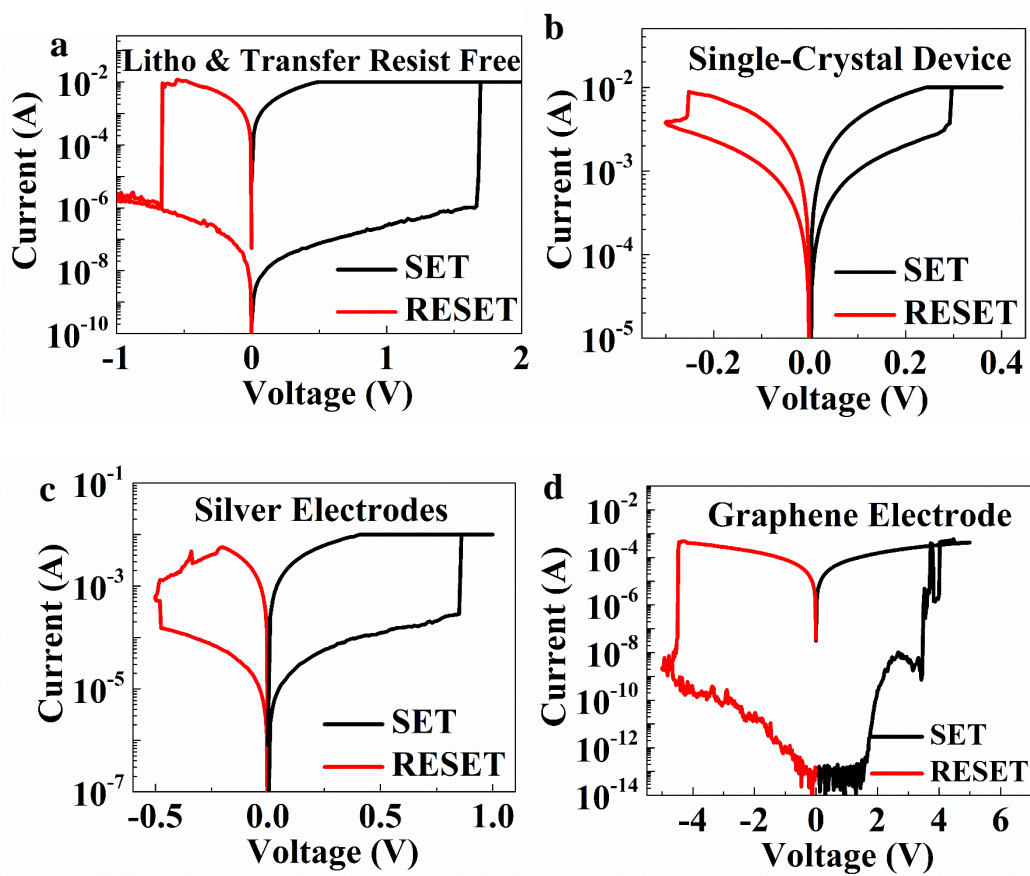 a
Litho & Transfer Resist Free
Current (A)
10^-2
10^-4
10^-6
10^-8
10^-10
SET
RESET
-1 0 1 2
Voltage (V)
b
Single-Crystal Device
Current (A)
10^-2
10^-3
10^-4
10^-5
SET
RESET
-0.2 0.0 0.2 0.4
Voltage (V)
c
Silver Electrodes
Current (A)
10^-1
10^-3
10^-5
10^-7
SET
RESET
-0.5 0.0 0.5 1.0
Voltage (V)
d
Graphene Electrode
Current (A)
10^-2
10^-4
10^-6
10^-8
10^-10
10^-12
10^-14
SET
RESET
-4 -2 0 2 4 6
Voltage (V)